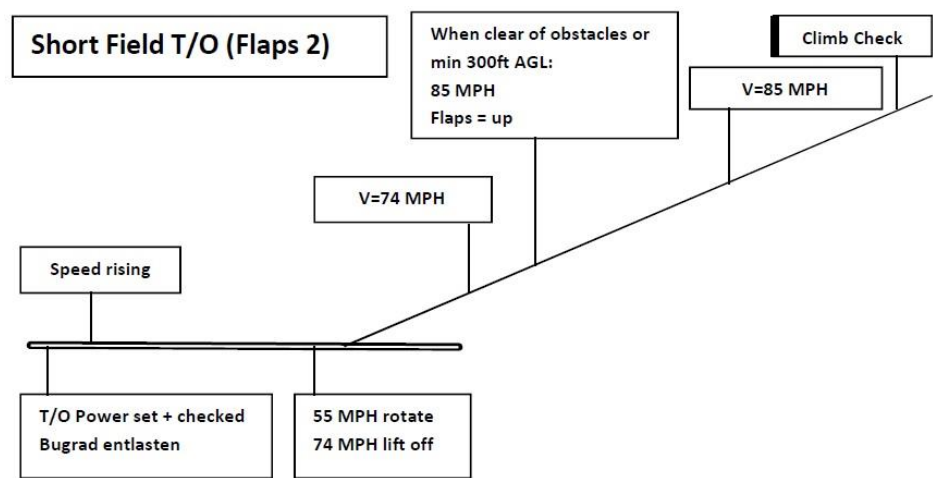 Short Field T/O (Flaps 2)
When clear of obstacles or
min 300ft AGL:
85 MPH
Flaps = up
Climb Check
V=85 MPH
V=74 MPH
Speed rising
T/O Power set + checked
Bugrad entlasten
55 MPH rotate
74 MPH lift off